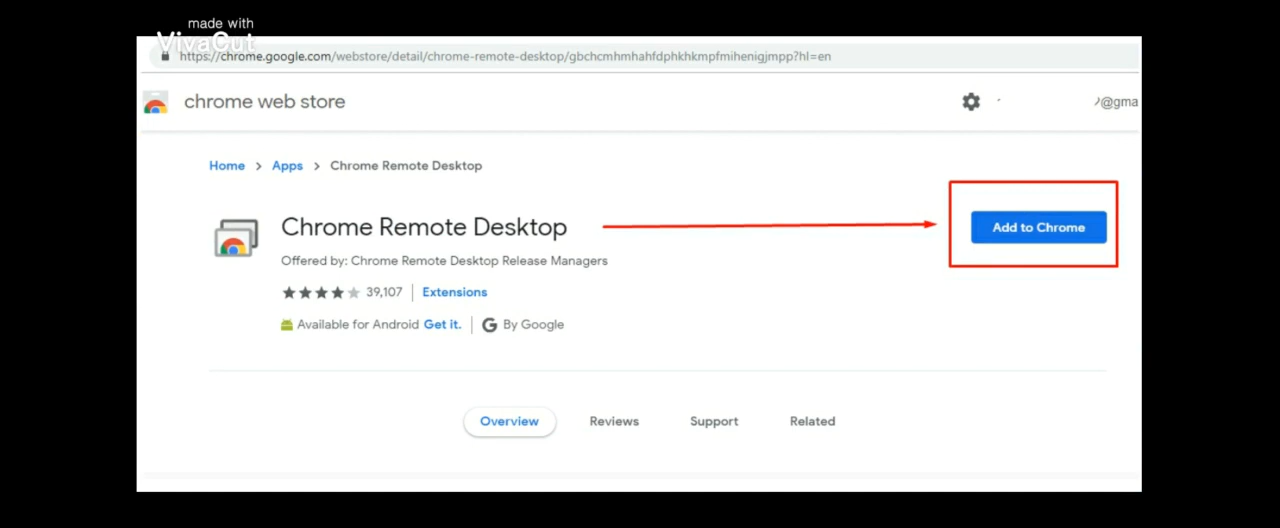 made with
VivaCut
https://chrome.google.com/webstore/detail/chrome-remote-desktop/gbchcmhmhahfdphkhkmpfmihenigjmpp?hl=en
chrome web store
@gma
Home > Apps > Chrome Remote Desktop
Chrome Remote Desktop
Add to Chrome
Offered by: Chrome Remote Desktop Release Managers
39,107 | Extensions
Available for Android Get it. | G By Google
Overview Reviews Support Related